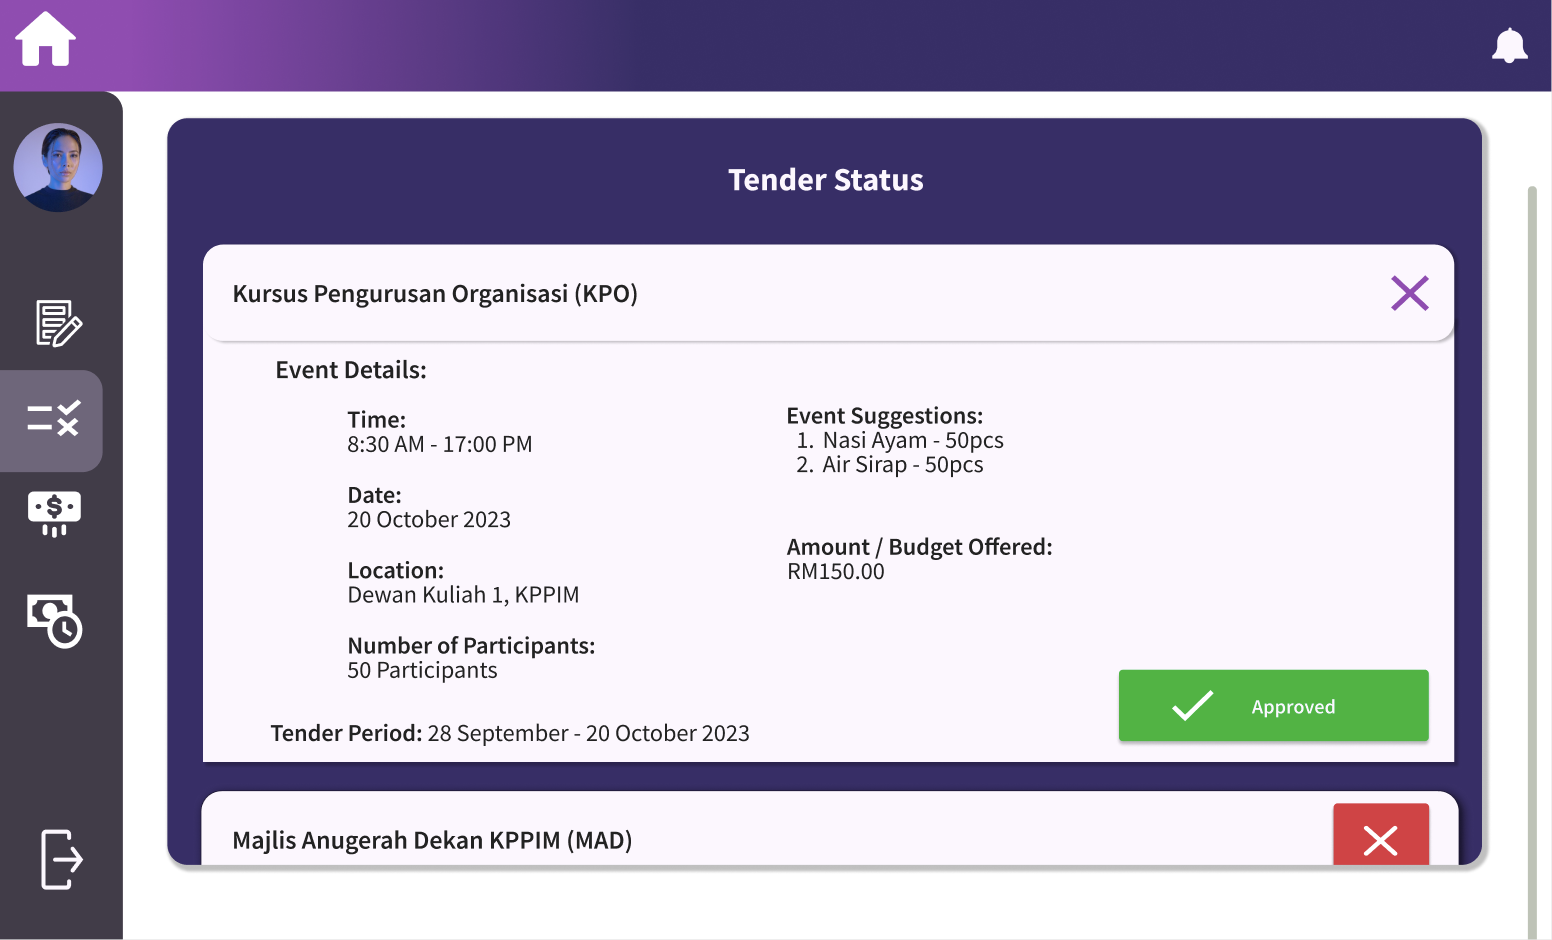 Tender Status
Kursus Pengurusan Organisasi (KPO)
Event Details:
Time:
8:30 AM - 17:00 PM
Date:
20 October 2023
Location:
Dewan Kuliah 1, KPPIM
Number of Participants:
50 Participants
Event Suggestions:
1. Nasi Ayam - 50pcs
2. Air Sirap - 50pcs
Amount / Budget Offered:
RM150.00
Tender Period: 28 September - 20 October 2023
Approved
Majlis Anugerah Dekan KPPIM (MAD)